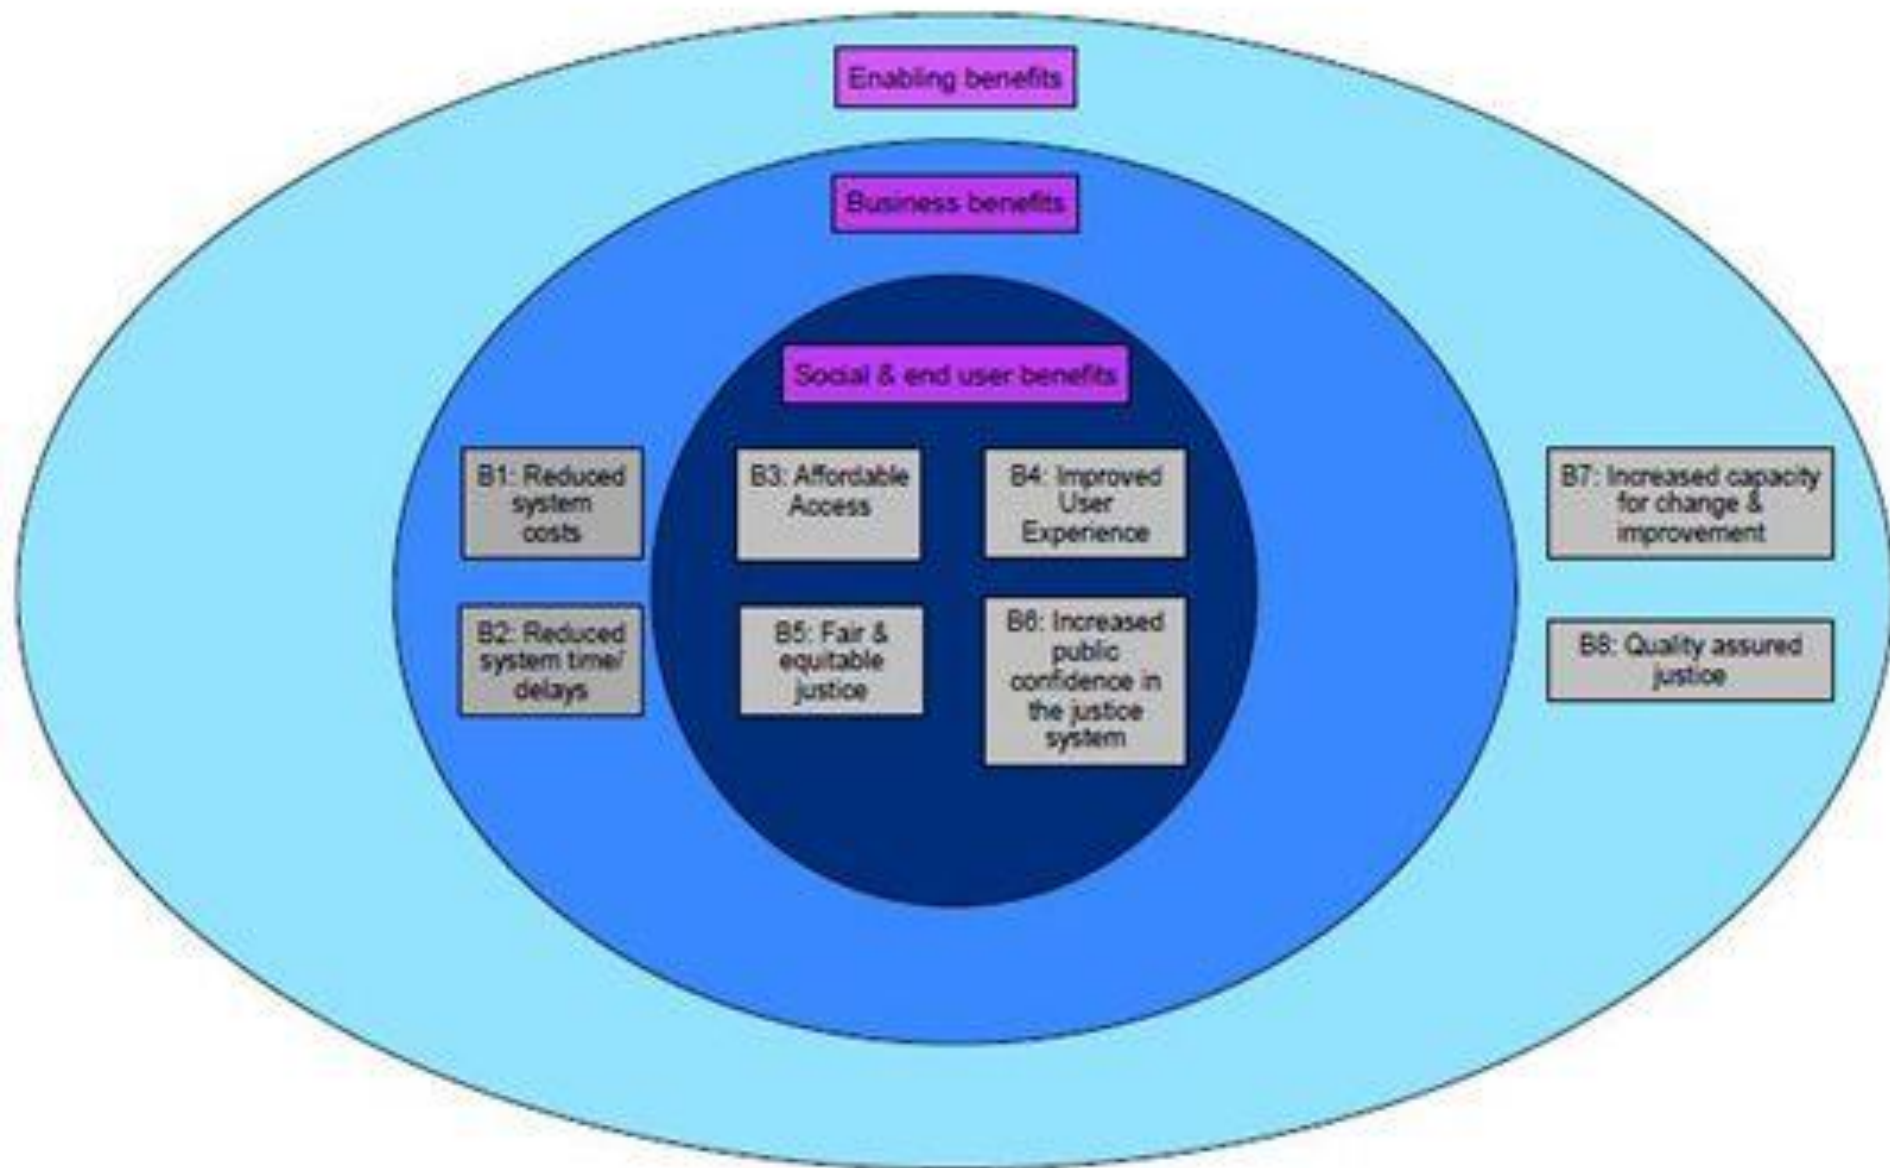 Enabling benefits
Business benefits
Social & end user benefits
B1: Reduced
system
costs
B3: Affordable
Access
B4: Improved
User
Experience
B7: Increased capacity
for change &
improvement
B2: Reduced
system time/
delays
B5: Fair &
equitable
justice
B6: Increased
public
confidence in
the justice
system
B8: Quality assured
justice